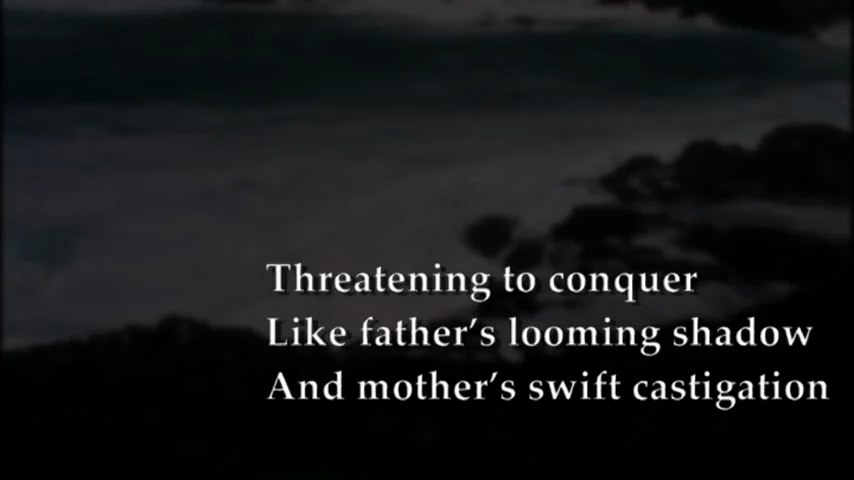 Threatening to conquer
Like father’s looming shadow
And mother’s swift castigation